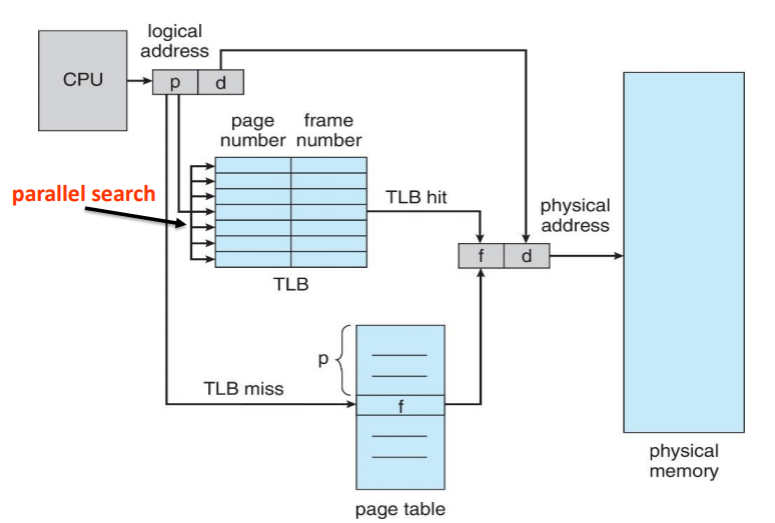 logical
address
CPU
p
d
page
number
frame
number
parallel search
TLB hit
physical
address
f
d
TLB
p
TLB miss
f
physical
memory
page table